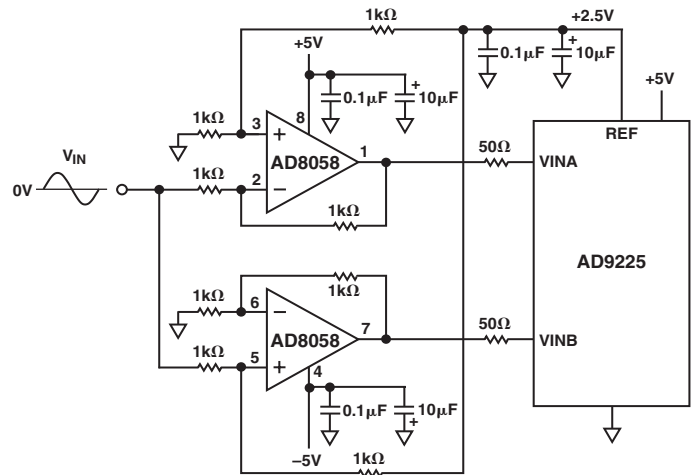 1kΩ
+2.5V
+5V
0.1µF
+
10µF
0.1µF
+
10µF
+5V
1kΩ
8
3
+
REF
AD8058
1
50Ω
VINA
VIN
0V
1kΩ
2
−
1kΩ
AD9225
1kΩ
1kΩ
6
−
AD8058
7
50Ω
VINB
1kΩ
5
+
4
0.1µF
10µF
+
−5V
1kΩ